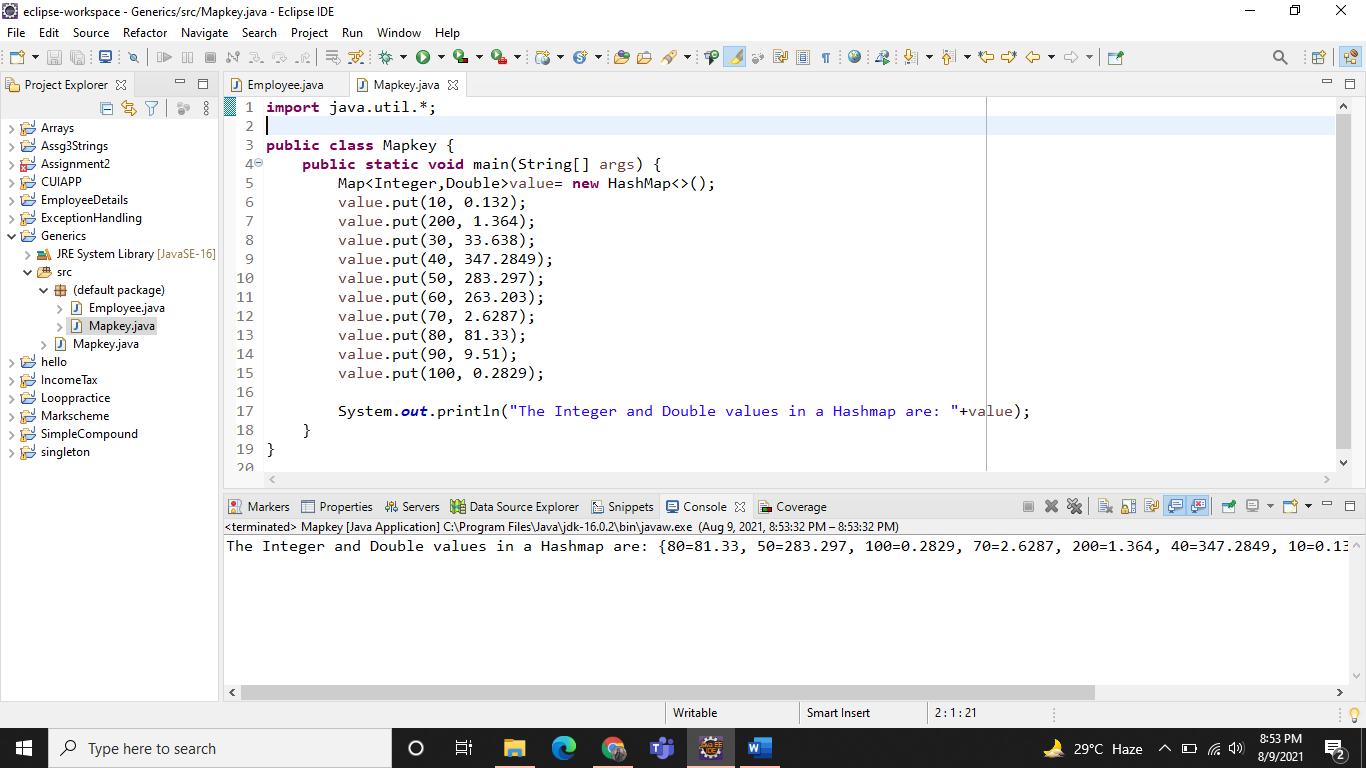 eclipse-workspace - Generics/src/Mapkey.java - Eclipse IDE
File Edit Source Refactor Navigate Search Project Run Window Help
Project Explorer
Employee.java
Mapkey.java
Arrays
Assg3Strings
Assignment2
CUIAPP
EmployeeDetails
ExceptionHandling
Generics
JRE System Library [JavaSE-16]
src
(default package)
Employee.java
Mapkey.java
Mapkey.java
hello
IncomeTax
Looppractice
Markscheme
SimpleCompound
singleton
1 import java.util.*;
2
3 public class Mapkey {
4 public static void main(String[] args) {
5 Map<Integer,Double>value= new HashMap<>();
6 value.put(10, 0.132);
7 value.put(200, 1.364);
8 value.put(30, 33.638);
9 value.put(40, 347.2849);
10 value.put(50, 283.297);
11 value.put(60, 263.203);
12 value.put(70, 2.6287);
13 value.put(80, 81.33);
14 value.put(90, 9.51);
15 value.put(100, 0.2829);
16
17 System.out.println("The Integer and Double values in a Hashmap are: "+value);
18 }
19 }
20
Markers Properties Servers Data Source Explorer Snippets Console Coverage
<terminated> Mapkey [Java Application] C:\Program Files\Java\jdk-16.0.2\bin\javaw.exe (Aug 9, 2021, 8:53:32 PM – 8:53:32 PM)
The Integer and Double values in a Hashmap are: {80=81.33, 50=283.297, 100=0.2829, 70=2.6287, 200=1.364, 40=347.2849, 10=0.13
Writable Smart Insert 2 : 1 : 21
Type here to search
29°C Haze
8:53 PM
8/9/2021
2